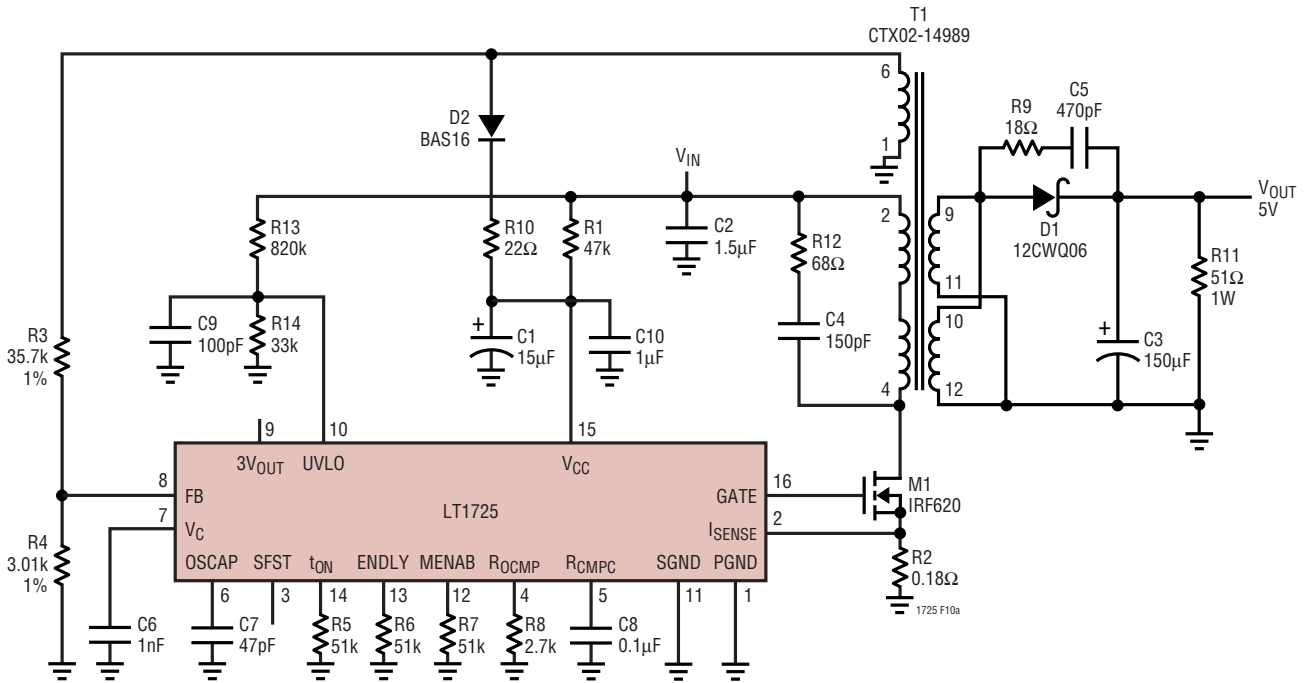 T1
CTX02-14989
6
1
D2
BAS16
VIN
R9
18Ω
C5
470pF
VOUT
5V
R13
820k
R10
22Ω
R1
47k
C2
1.5µF
R12
68Ω
2
9
D1
12CWQ06
11
10
R11
51Ω
1W
C9
100pF
R14
33k
+
C1
15µF
C10
1µF
C4
150pF
4
12
+
C3
150µF
R3
35.7k
1%
9
10
15
3VOUT
UVLO
VCC
8
FB
7
VC
LT1725
GATE
16
ISENSE
2
M1
IRF620
R4
3.01k
1%
OSCAP
SFST
tON
ENDLY
MENAB
ROCMP
RCMPC
SGND
PGND
6
3
14
13
12
4
5
11
1
R2
0.18Ω
1725 F10a
C6
1nF
C7
47pF
R5
51k
R6
51k
R7
51k
R8
2.7k
C8
0.1µF